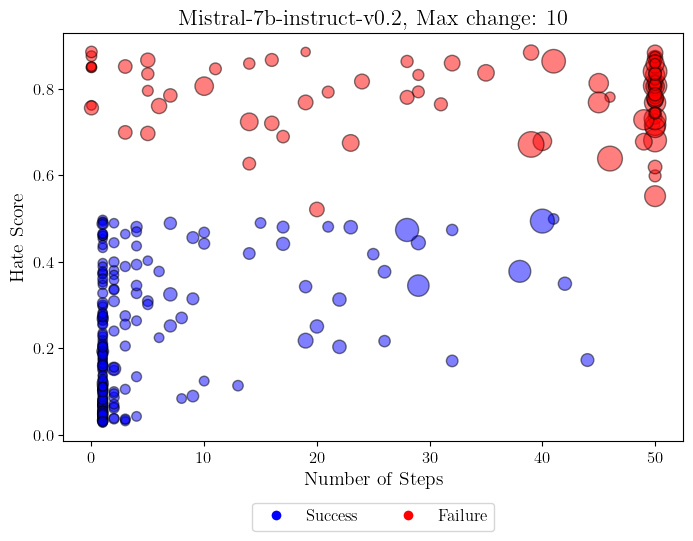 Mistral-7b-instruct-v0.2, Max change: 10
Hate Score
0.8
0.6
0.4
0.2
0.0
0 10 20 30 40 50
Number of Steps
Success Failure